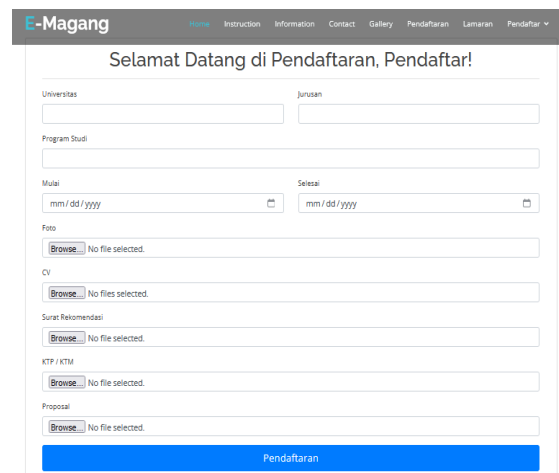 E-Magang Home Instruction Information Contact Gallery Pendaftaran Lamaran Pendaftar
Selamat Datang di Pendaftaran, Pendaftar!
Universitas Jurusan
Program Studi
Mulai Selesai
mm/dd/yyyy mm/dd/yyyy
Foto
Browse... No file selected.
CV
Browse... No files selected.
Surat Rekomendasi
Browse... No file selected.
KTP / KTM
Browse... No file selected.
Proposal
Browse... No file selected.
Pendaftaran